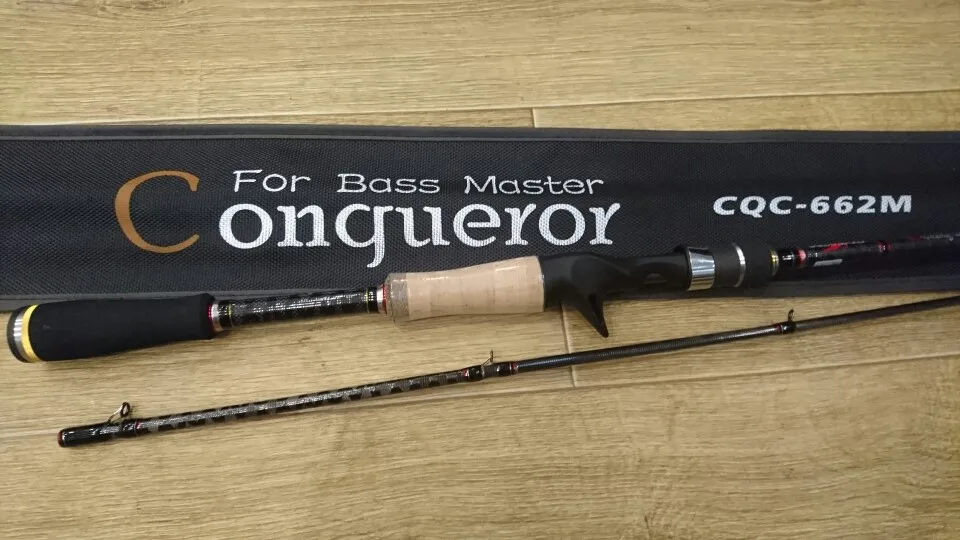 For Bass Master
Conqueror
CQC-662M